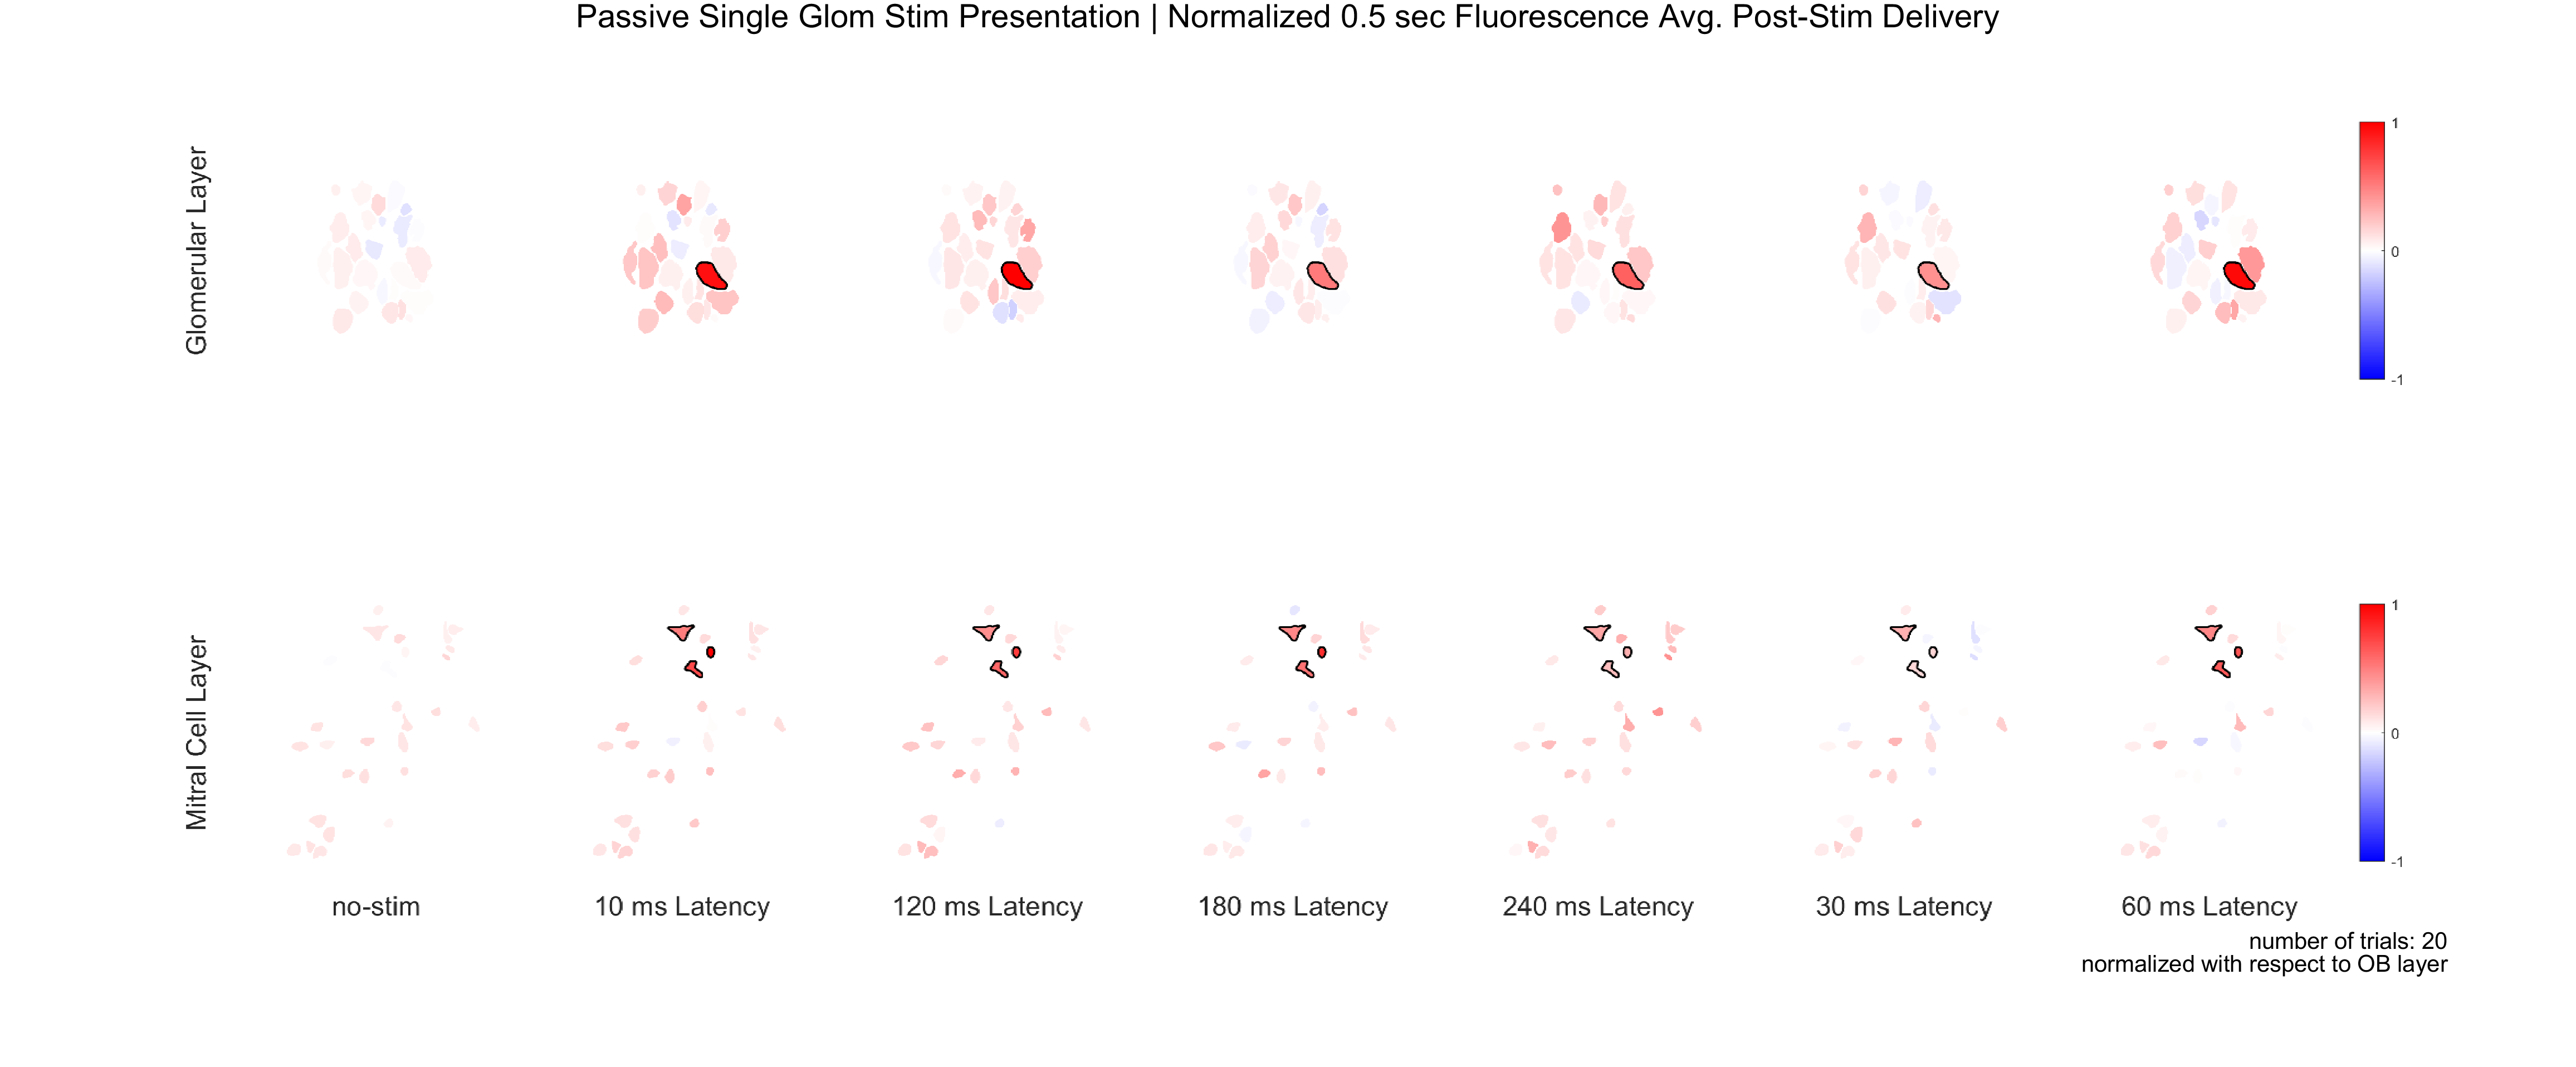 Passive Single Glom Stim Presentation | Normalized 0.5 sec Fluorescence Avg. Post-Stim Delivery
Glomerular Layer
1
0
-1
Mitral Cell Layer
1
0
-1
no-stim
10 ms Latency
120 ms Latency
180 ms Latency
240 ms Latency
30 ms Latency
60 ms Latency
number of trials: 20
normalized with respect to OB layer